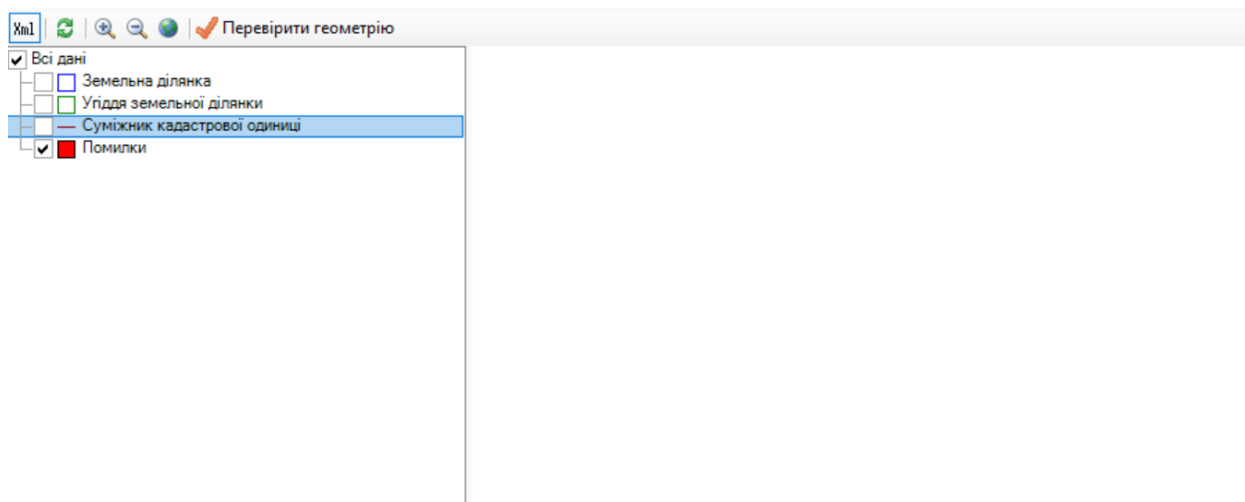 Xml Перевірити геометрію
Всі дані
Земельна ділянка
Угіддя земельної ділянки
Суміжник кадастрової одиниці
Помилки